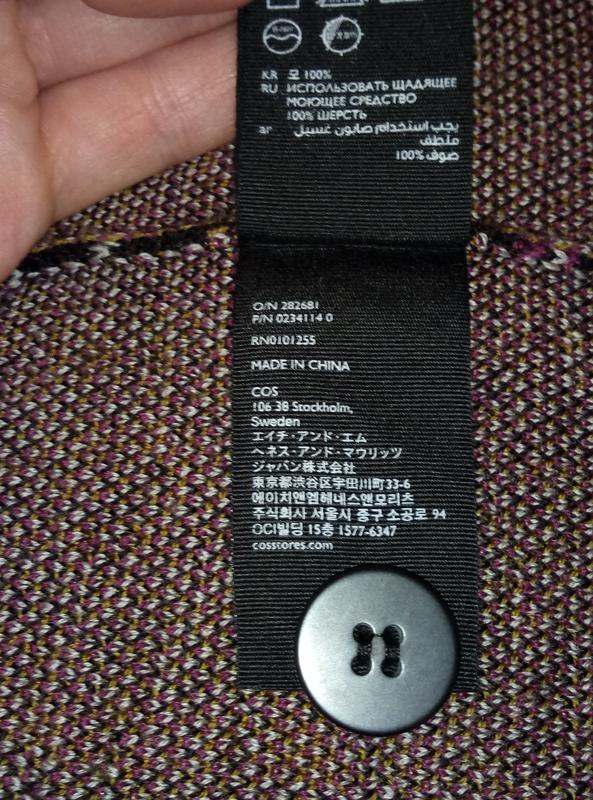 KR 모 100%
RU ИСПОЛЬЗОВАТЬ ЩАДЯЩЕЕ
МОЮЩЕЕ СРЕДСТВО
100% ШЕРСТЬ
ar يجب استخدام صابون غسيل
ملطف
صوف 100%
O/N 282681
P/N 0234114 0
RN0101255
MADE IN CHINA
COS
106 38 Stockholm,
Sweden
エイチ・アンド・エム
ヘネス・アンド・マウリッツ
ジャパン株式会社
東京都渋谷区宇田川町33-6
에이치앤엠헤네스앤모리츠
주식회사 서울시 중구 소공로 94
OCI빌딩 15층 1577-6347
cosstores.com